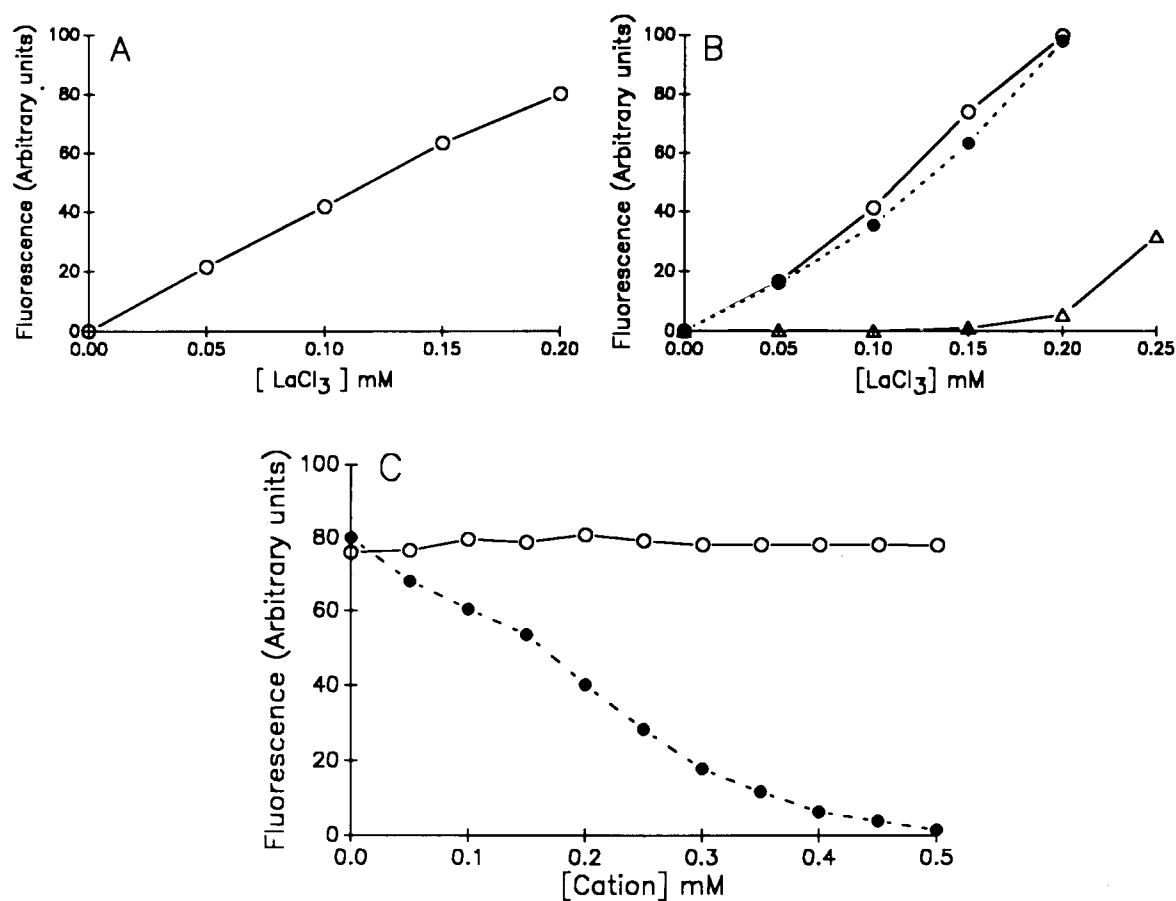 A
Fluorescence (Arbitrary units)
100
80
60
40
20
0
0.00 0.05 0.10 0.15 0.20
[ LaCl3 ] mM
B
Fluorescence (Arbitrary units)
100
80
60
40
20
0
0.00 0.05 0.10 0.15 0.20 0.25
[LaCl3] mM
C
Fluorescence (Arbitrary units)
100
80
60
40
20
0
0.0 0.1 0.2 0.3 0.4 0.5
[Cation] mM